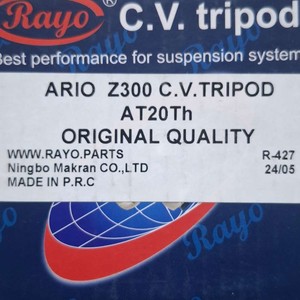 Rayo® C.V. tripod
Best performance for suspension system
ARIO Z300 C.V.TRIPOD
AT20Th
ORIGINAL QUALITY
WWW.RAYO.PARTS R-427
Ningbo Makran CO.,LTD 24/05
MADE IN P.R.C
Rayo